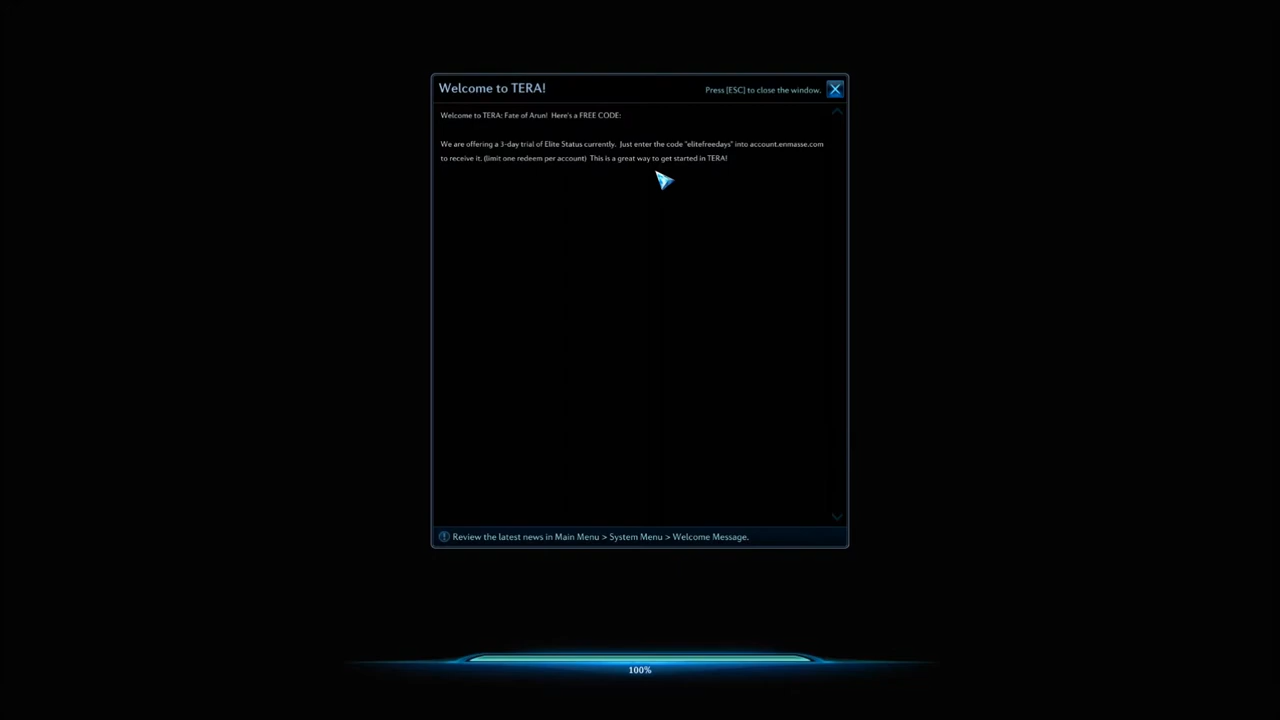 Welcome to TERA!
Press [ESC] to close the window.
Welcome to TERA: Fate of Arun! Here's a FREE CODE:
We are offering a 3-day trial of Elite Status currently. Just enter the code "elitefreedays" into account.enmasse.com
to receive it. (limit one redeem per account) This is a great way to get started in TERA!
Review the latest news in Main Menu > System Menu > Welcome Message.
100%